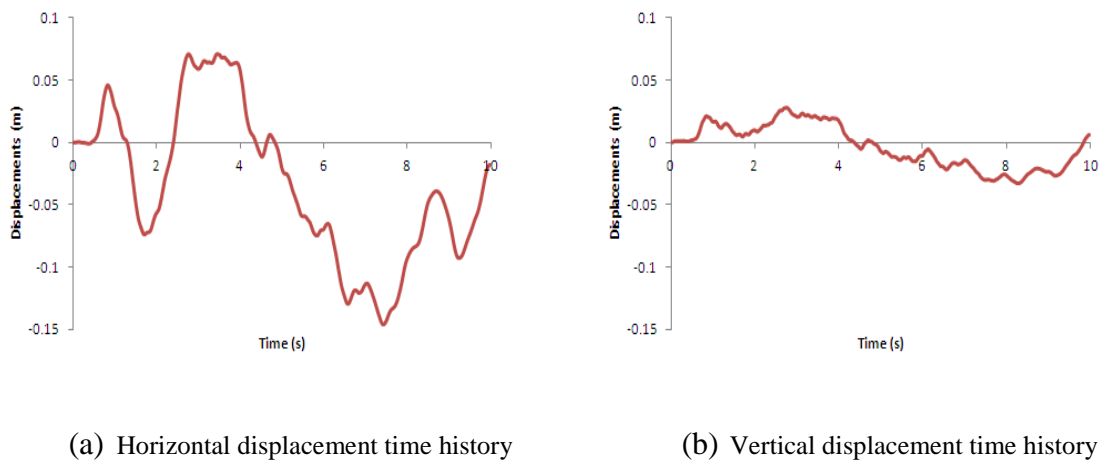 0.1
0.05
0
-0.05
-0.1
-0.15
0 2 4 6 8 10
Displacements (m)
Time (s)
0.1
0.05
0
-0.05
-0.1
-0.15
0 2 4 6 8 10
Displacements (m)
Time (s)
(a) Horizontal displacement time history
(b) Vertical displacement time history